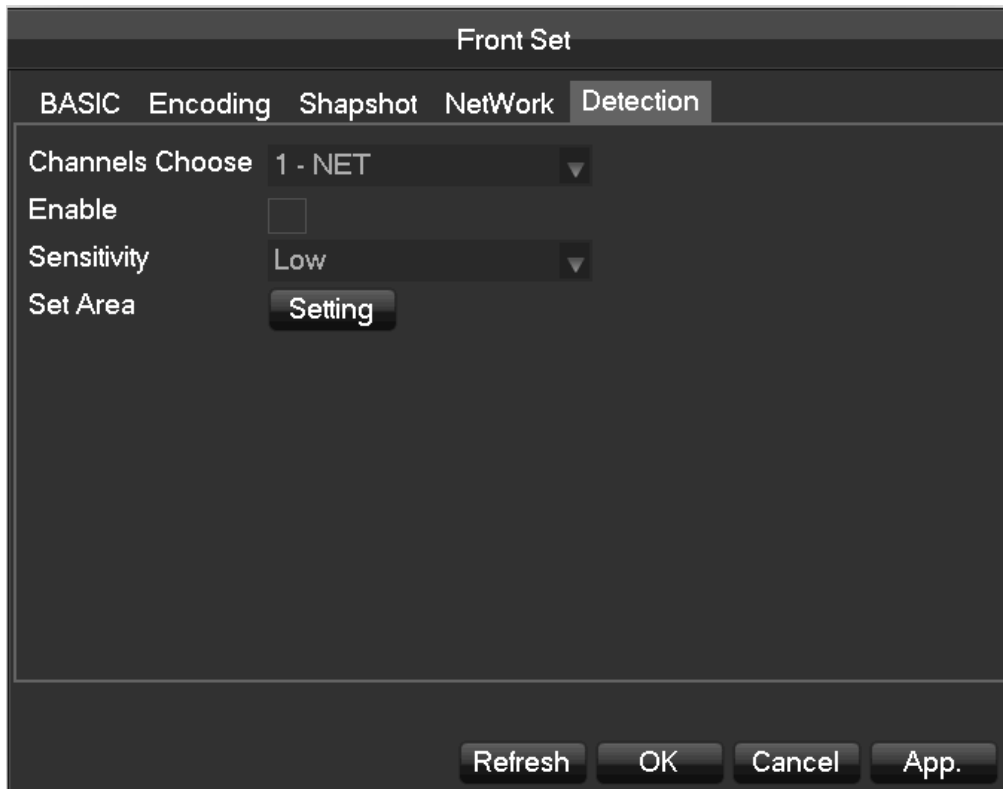 Front Set
BASIC Encoding Shapshot NetWork Detection
Channels Choose 1 - NET
Enable
Sensitivity Low
Set Area Setting
Refresh OK Cancel App.